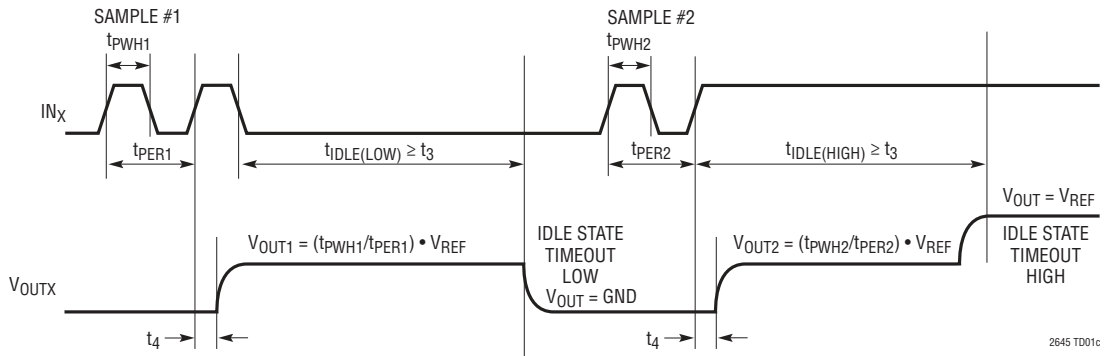 SAMPLE #1
tPWH1
SAMPLE #2
tPWH2
INX
tPER1
tIDLE(LOW) ≥ t3
tPER2
tIDLE(HIGH) ≥ t3
VOUT = VREF
VOUT1 = (tPWH1/tPER1) • VREF
IDLE STATE
TIMEOUT
LOW
VOUT2 = (tPWH2/tPER2) • VREF
IDLE STATE
TIMEOUT
HIGH
VOUTX
VOUT = GND
t4
t4
2645 TD01c